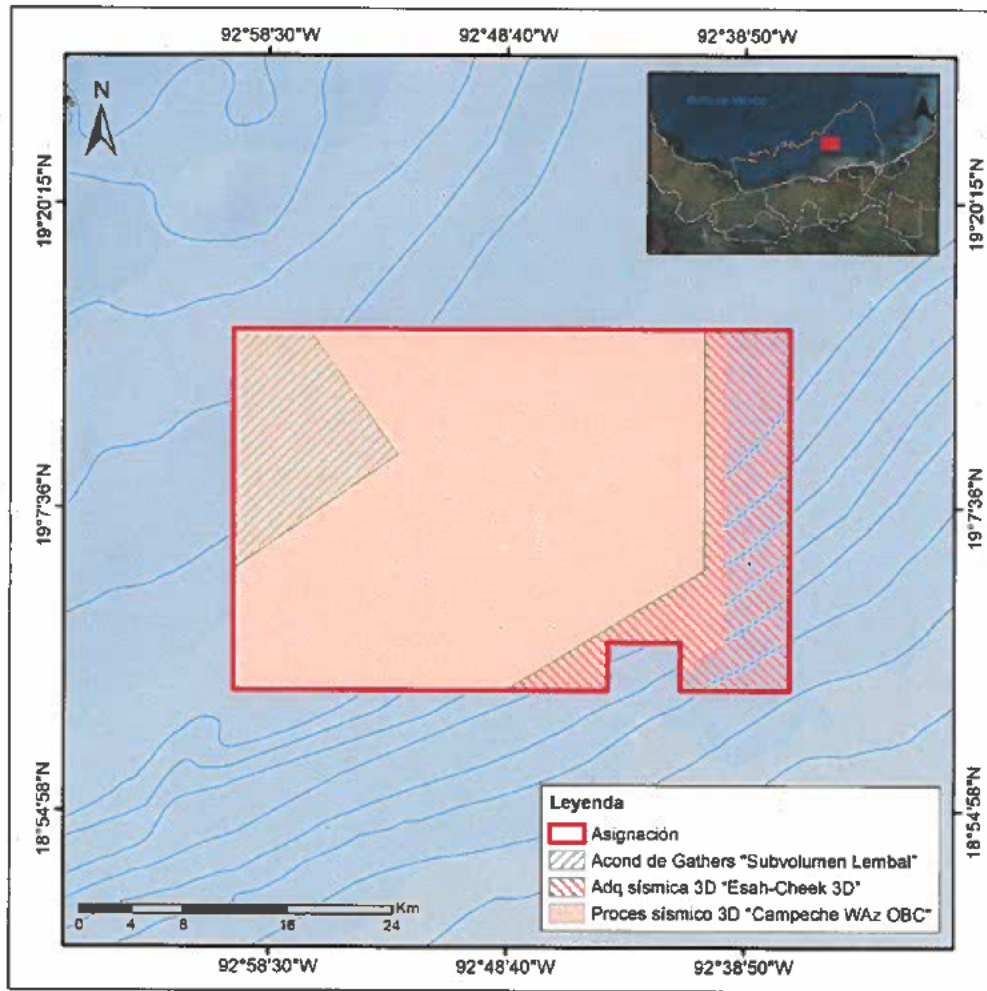 92°58'30"W 92°48'40"W 92°38'50"W
N
19°20'15"N
19°20'15"N
19°7'36"N
19°7'36"N
18°54'58"N
18°54'58"N
Leyenda
Asignación
Acond de Gathers "Subvolumen Lembal"
Adq sísmica 3D "Esah-Cheek 3D"
Proces sísmico 3D "Campeche WAz OBC"
Km
0 4 8 16 24
92°58'30"W 92°48'40"W 92°38'50"W